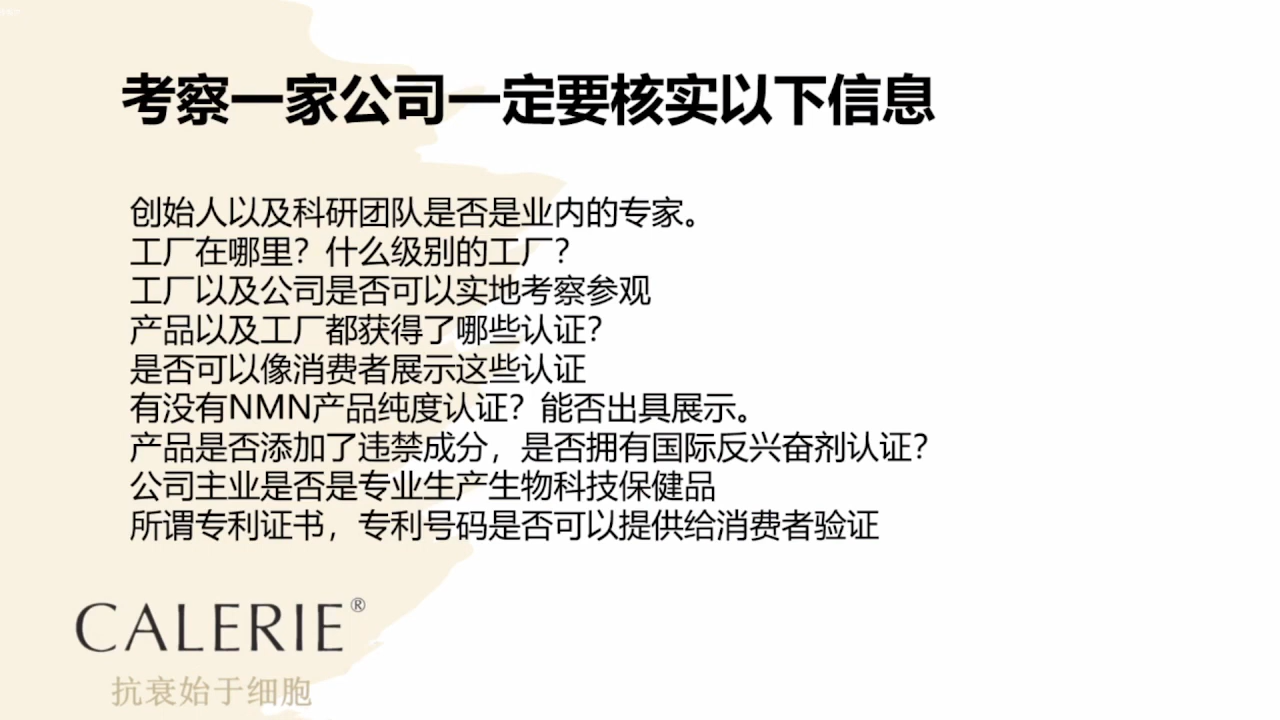 考察一家公司一定要核实以下信息
创始人以及科研团队是否是业内的专家。
工厂在哪里？什么级别的工厂？
工厂以及公司是否可以实地考察参观
产品以及工厂都获得了哪些认证？
是否可以像消费者展示这些认证
有没有NMN产品纯度认证？能否出具展示。
产品是否添加了违禁成分，是否拥有国际反兴奋剂认证？
公司主业是否是专业生产生物科技保健品
所谓专利证书，专利号码是否可以提供给消费者验证
CALERIE®
抗衰始于细胞